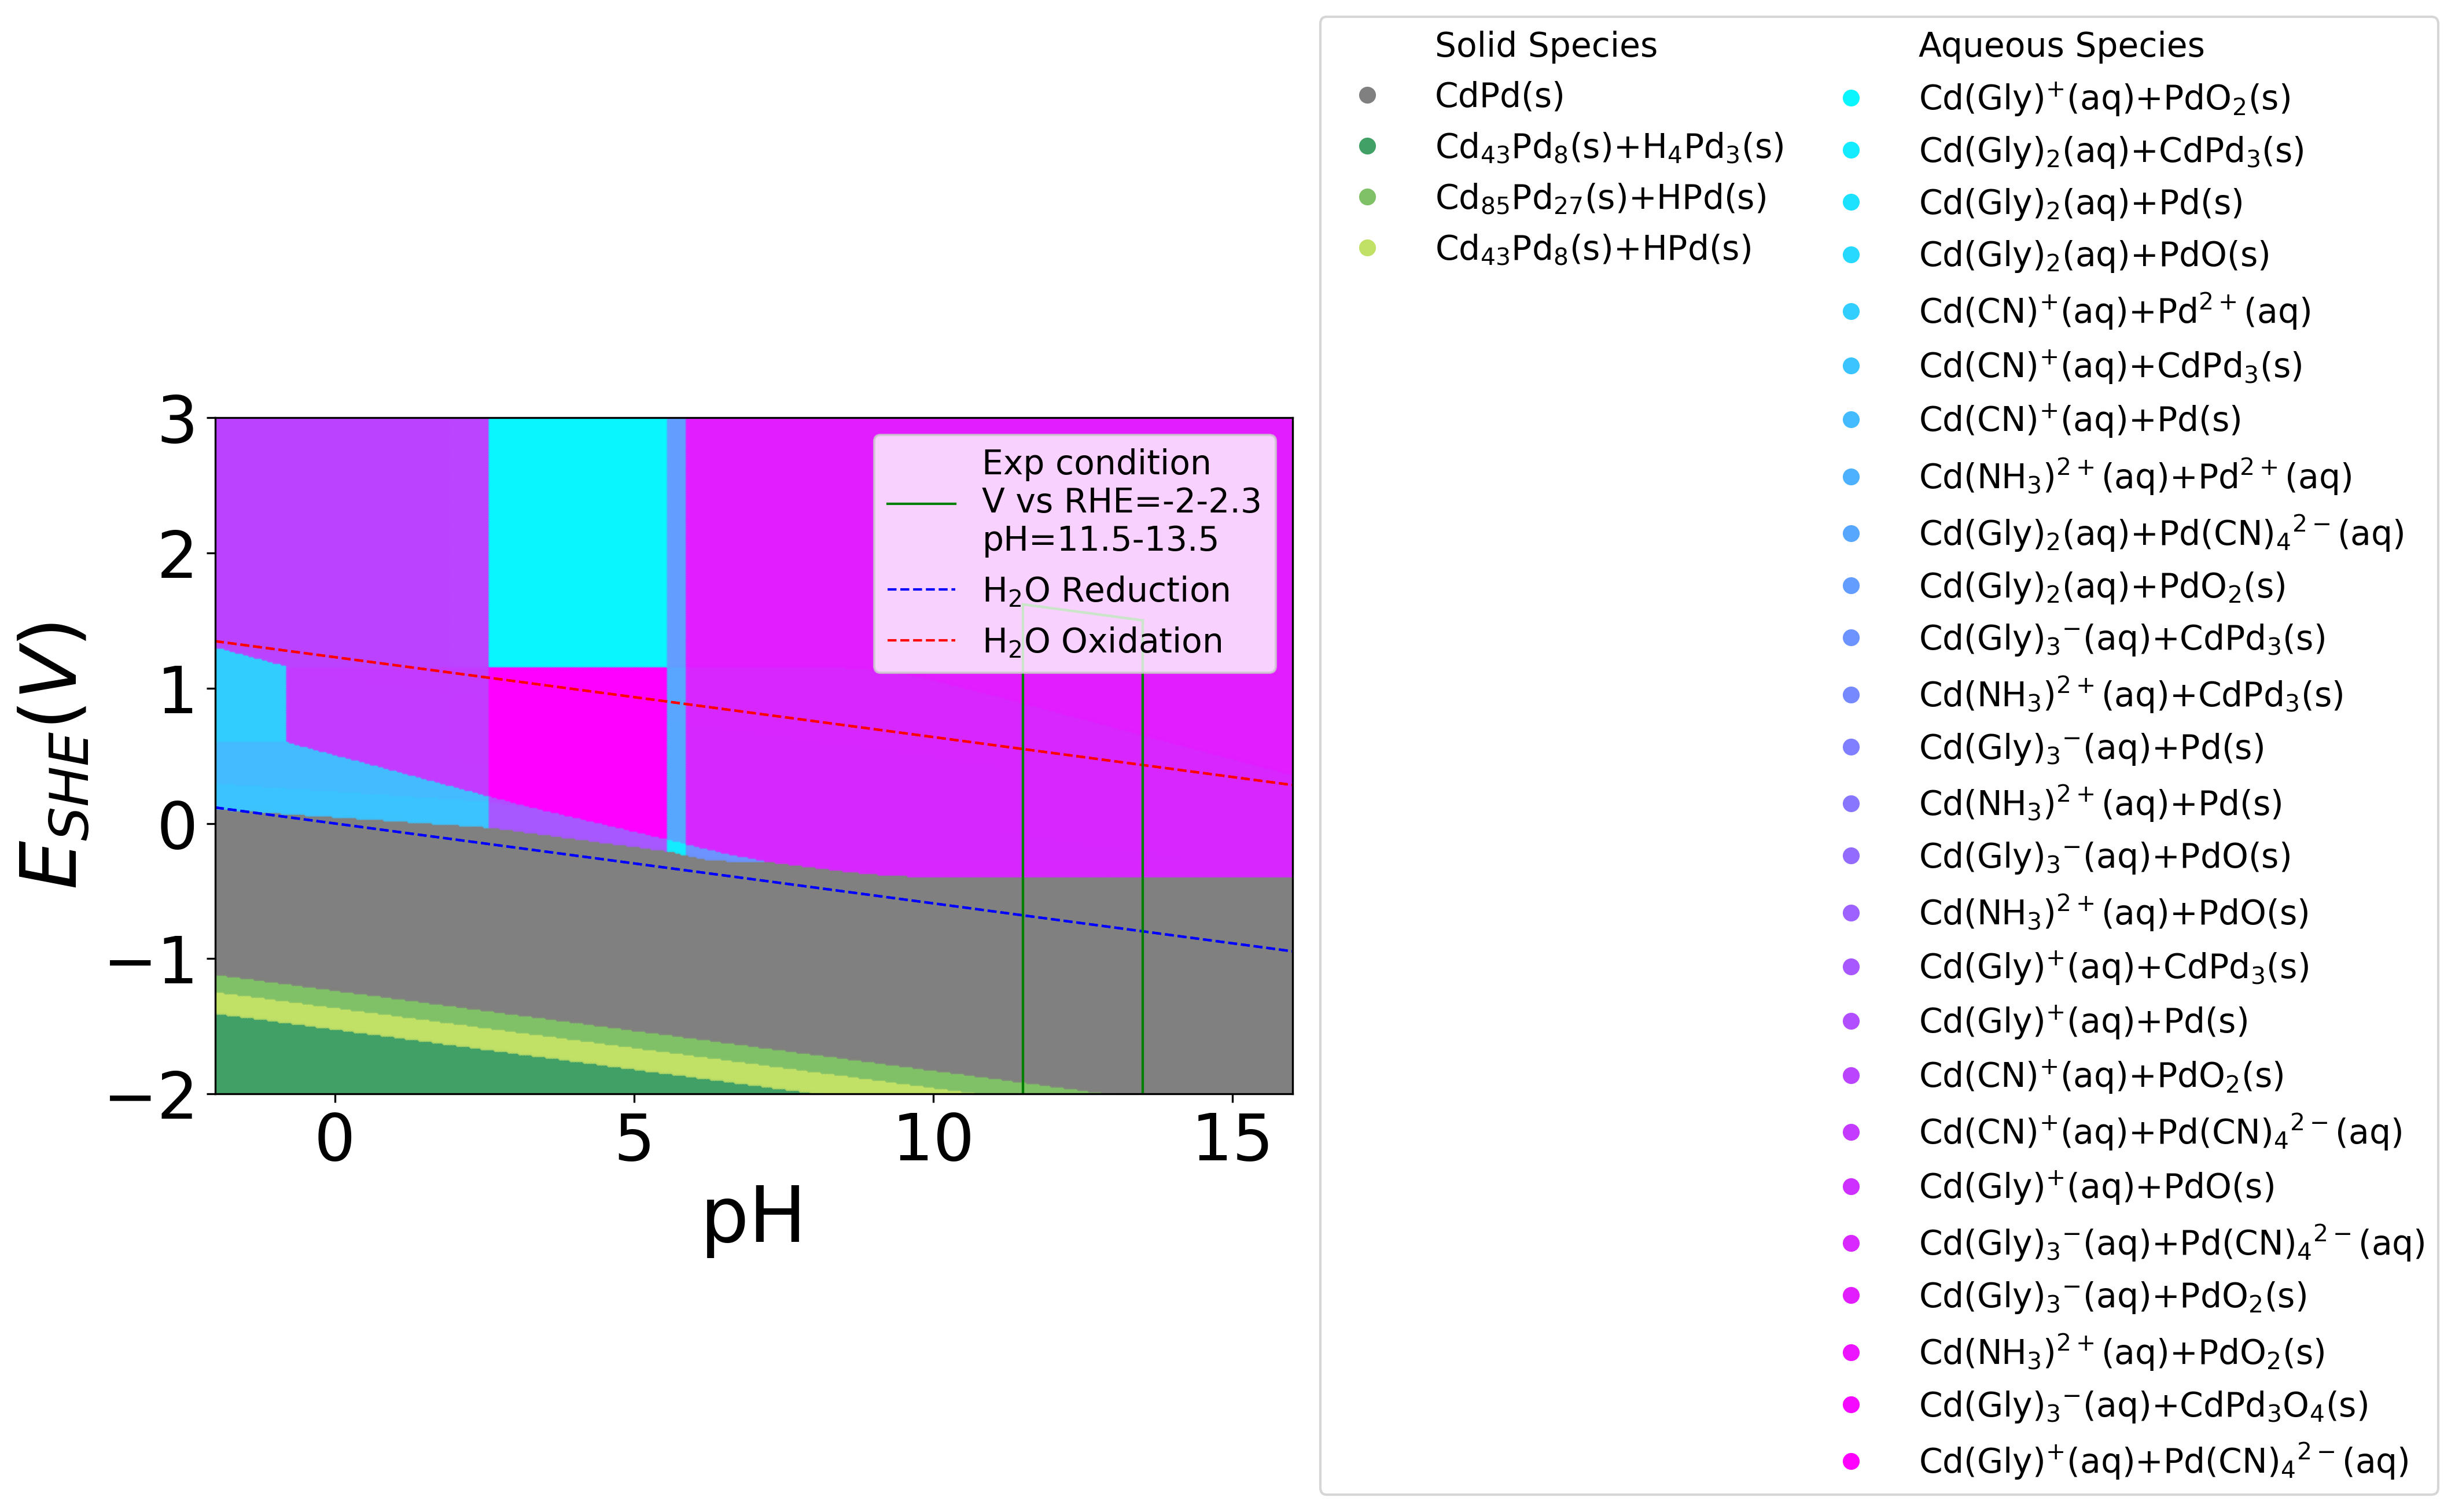 Solid Species
CdPd(s)
Cd₄₃Pd₈(s)+H₄Pd₃(s)
Cd₈₅Pd₂₇(s)+HPd(s)
Cd₄₃Pd₈(s)+HPd(s)
Aqueous Species
Cd(Gly)⁺(aq)+PdO₂(s)
Cd(Gly)₂(aq)+CdPd₃(s)
Cd(Gly)₂(aq)+Pd(s)
Cd(Gly)₂(aq)+PdO(s)
Cd(CN)⁺(aq)+Pd²⁺(aq)
Cd(CN)⁺(aq)+CdPd₃(s)
Cd(CN)⁺(aq)+Pd(s)
Cd(NH₃)²⁺(aq)+Pd²⁺(aq)
Cd(Gly)₂(aq)+Pd(CN)₄²⁻(aq)
Cd(Gly)₂(aq)+PdO₂(s)
Cd(Gly)₃⁻(aq)+CdPd₃(s)
Cd(NH₃)²⁺(aq)+CdPd₃(s)
Cd(Gly)₃⁻(aq)+Pd(s)
Cd(NH₃)²⁺(aq)+Pd(s)
Cd(Gly)₃⁻(aq)+PdO(s)
Cd(NH₃)²⁺(aq)+PdO(s)
Cd(Gly)⁺(aq)+CdPd₃(s)
Cd(Gly)⁺(aq)+Pd(s)
Cd(CN)⁺(aq)+PdO₂(s)
Cd(CN)⁺(aq)+Pd(CN)₄²⁻(aq)
Cd(Gly)⁺(aq)+PdO(s)
Cd(Gly)₃⁻(aq)+Pd(CN)₄²⁻(aq)
Cd(Gly)₃⁻(aq)+PdO₂(s)
Cd(NH₃)²⁺(aq)+PdO₂(s)
Cd(Gly)₃⁻(aq)+CdPd₃O₄(s)
Cd(Gly)⁺(aq)+Pd(CN)₄²⁻(aq)
Exp condition
V vs RHE=-2-2.3
pH=11.5-13.5
H₂O Reduction
H₂O Oxidation
E_SHE(V)
3
2
1
0
−1
−2
0
5
10
15
pH